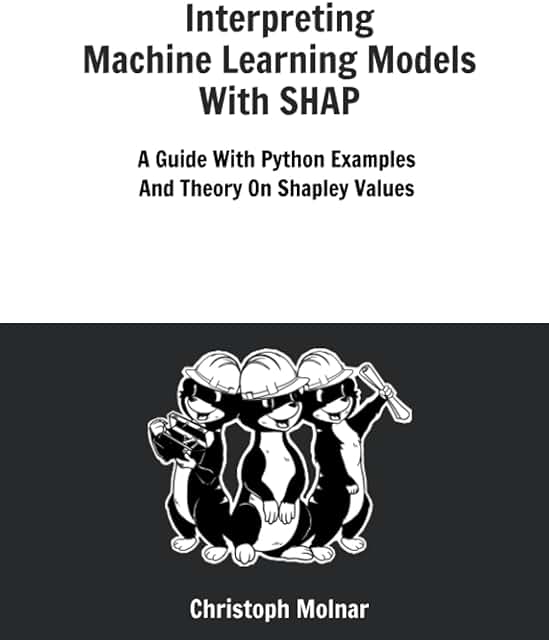 Interpreting
Machine Learning Models
With SHAP
A Guide With Python Examples
And Theory On Shapley Values
Christoph Molnar